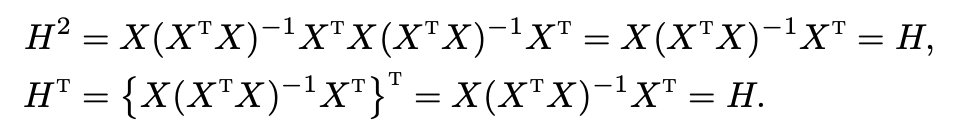 H² = X(XᵀX)⁻¹XᵀX(XᵀX)⁻¹Xᵀ = X(XᵀX)⁻¹Xᵀ = H,
Hᵀ = {X(XᵀX)⁻¹Xᵀ}ᵀ = X(XᵀX)⁻¹Xᵀ = H.